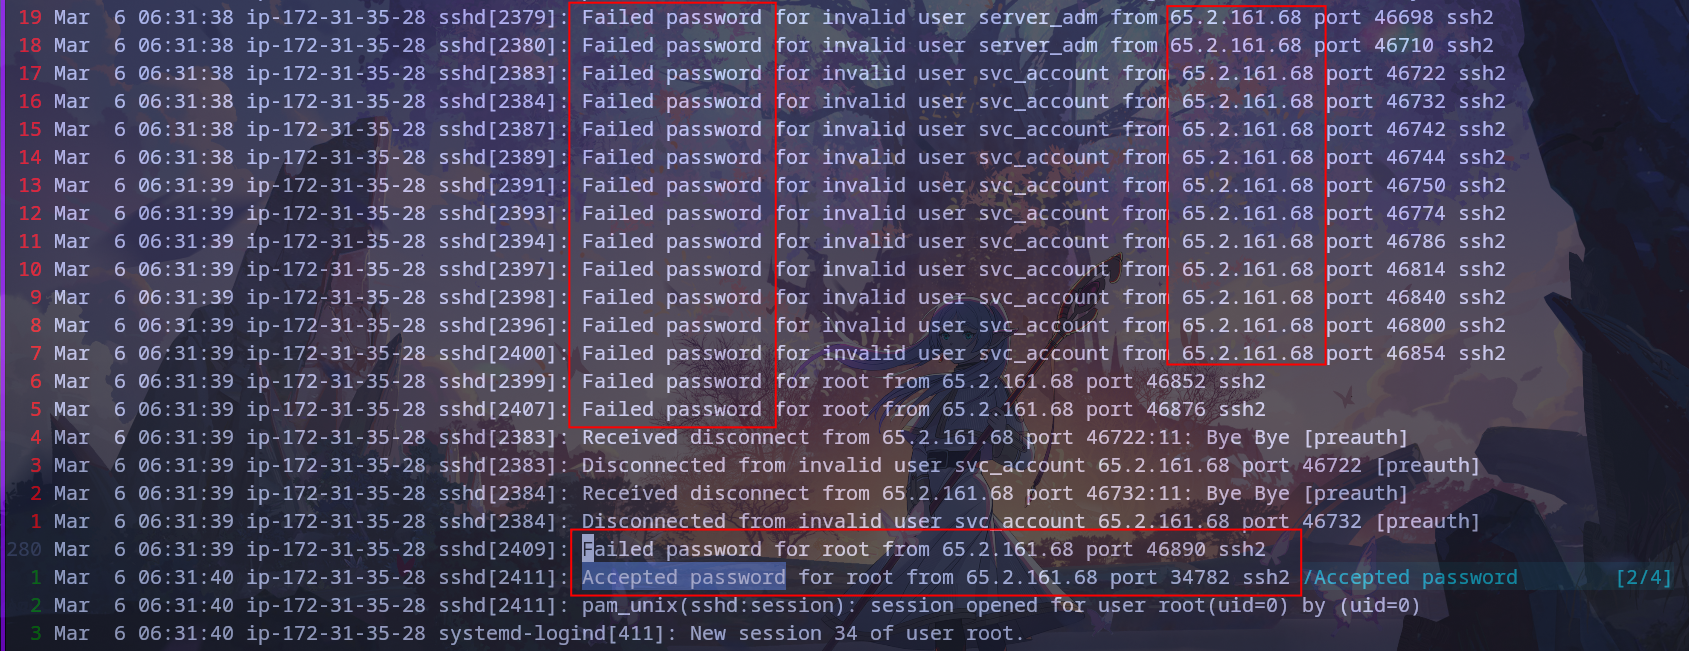 19 Mar  6 06:31:38 ip-172-31-35-28 sshd[2379]: Failed password for invalid user server_adm from 65.2.161.68 port 46698 ssh2
18 Mar  6 06:31:38 ip-172-31-35-28 sshd[2380]: Failed password for invalid user server_adm from 65.2.161.68 port 46710 ssh2
17 Mar  6 06:31:38 ip-172-31-35-28 sshd[2383]: Failed password for invalid user svc_account from 65.2.161.68 port 46722 ssh2
16 Mar  6 06:31:38 ip-172-31-35-28 sshd[2384]: Failed password for invalid user svc_account from 65.2.161.68 port 46732 ssh2
15 Mar  6 06:31:38 ip-172-31-35-28 sshd[2387]: Failed password for invalid user svc_account from 65.2.161.68 port 46742 ssh2
14 Mar  6 06:31:38 ip-172-31-35-28 sshd[2389]: Failed password for invalid user svc_account from 65.2.161.68 port 46744 ssh2
13 Mar  6 06:31:39 ip-172-31-35-28 sshd[2391]: Failed password for invalid user svc_account from 65.2.161.68 port 46750 ssh2
12 Mar  6 06:31:39 ip-172-31-35-28 sshd[2393]: Failed password for invalid user svc_account from 65.2.161.68 port 46774 ssh2
11 Mar  6 06:31:39 ip-172-31-35-28 sshd[2394]: Failed password for invalid user svc_account from 65.2.161.68 port 46786 ssh2
10 Mar  6 06:31:39 ip-172-31-35-28 sshd[2397]: Failed password for invalid user svc_account from 65.2.161.68 port 46814 ssh2
9 Mar  6 06:31:39 ip-172-31-35-28 sshd[2398]: Failed password for invalid user svc_account from 65.2.161.68 port 46840 ssh2
8 Mar  6 06:31:39 ip-172-31-35-28 sshd[2396]: Failed password for invalid user svc_account from 65.2.161.68 port 46800 ssh2
7 Mar  6 06:31:39 ip-172-31-35-28 sshd[2400]: Failed password for invalid user svc_account from 65.2.161.68 port 46854 ssh2
6 Mar  6 06:31:39 ip-172-31-35-28 sshd[2399]: Failed password for root from 65.2.161.68 port 46852 ssh2
5 Mar  6 06:31:39 ip-172-31-35-28 sshd[2407]: Failed password for root from 65.2.161.68 port 46876 ssh2
4 Mar  6 06:31:39 ip-172-31-35-28 sshd[2383]: Received disconnect from 65.2.161.68 port 46722:11: Bye Bye [preauth]
3 Mar  6 06:31:39 ip-172-31-35-28 sshd[2383]: Disconnected from invalid user svc_account 65.2.161.68 port 46722 [preauth]
2 Mar  6 06:31:39 ip-172-31-35-28 sshd[2384]: Received disconnect from 65.2.161.68 port 46732:11: Bye Bye [preauth]
1 Mar  6 06:31:39 ip-172-31-35-28 sshd[2384]: Disconnected from invalid user svc_account 65.2.161.68 port 46732 [preauth]
280 Mar  6 06:31:39 ip-172-31-35-28 sshd[2409]: Failed password for root from 65.2.161.68 port 46890 ssh2
1 Mar  6 06:31:40 ip-172-31-35-28 sshd[2411]: Accepted password for root from 65.2.161.68 port 34782 ssh2 /Accepted password [2/4]
2 Mar  6 06:31:40 ip-172-31-35-28 sshd[2411]: pam_unix(sshd:session): session opened for user root(uid=0) by (uid=0)
3 Mar  6 06:31:40 ip-172-31-35-28 systemd-logind[411]: New session 34 of user root.